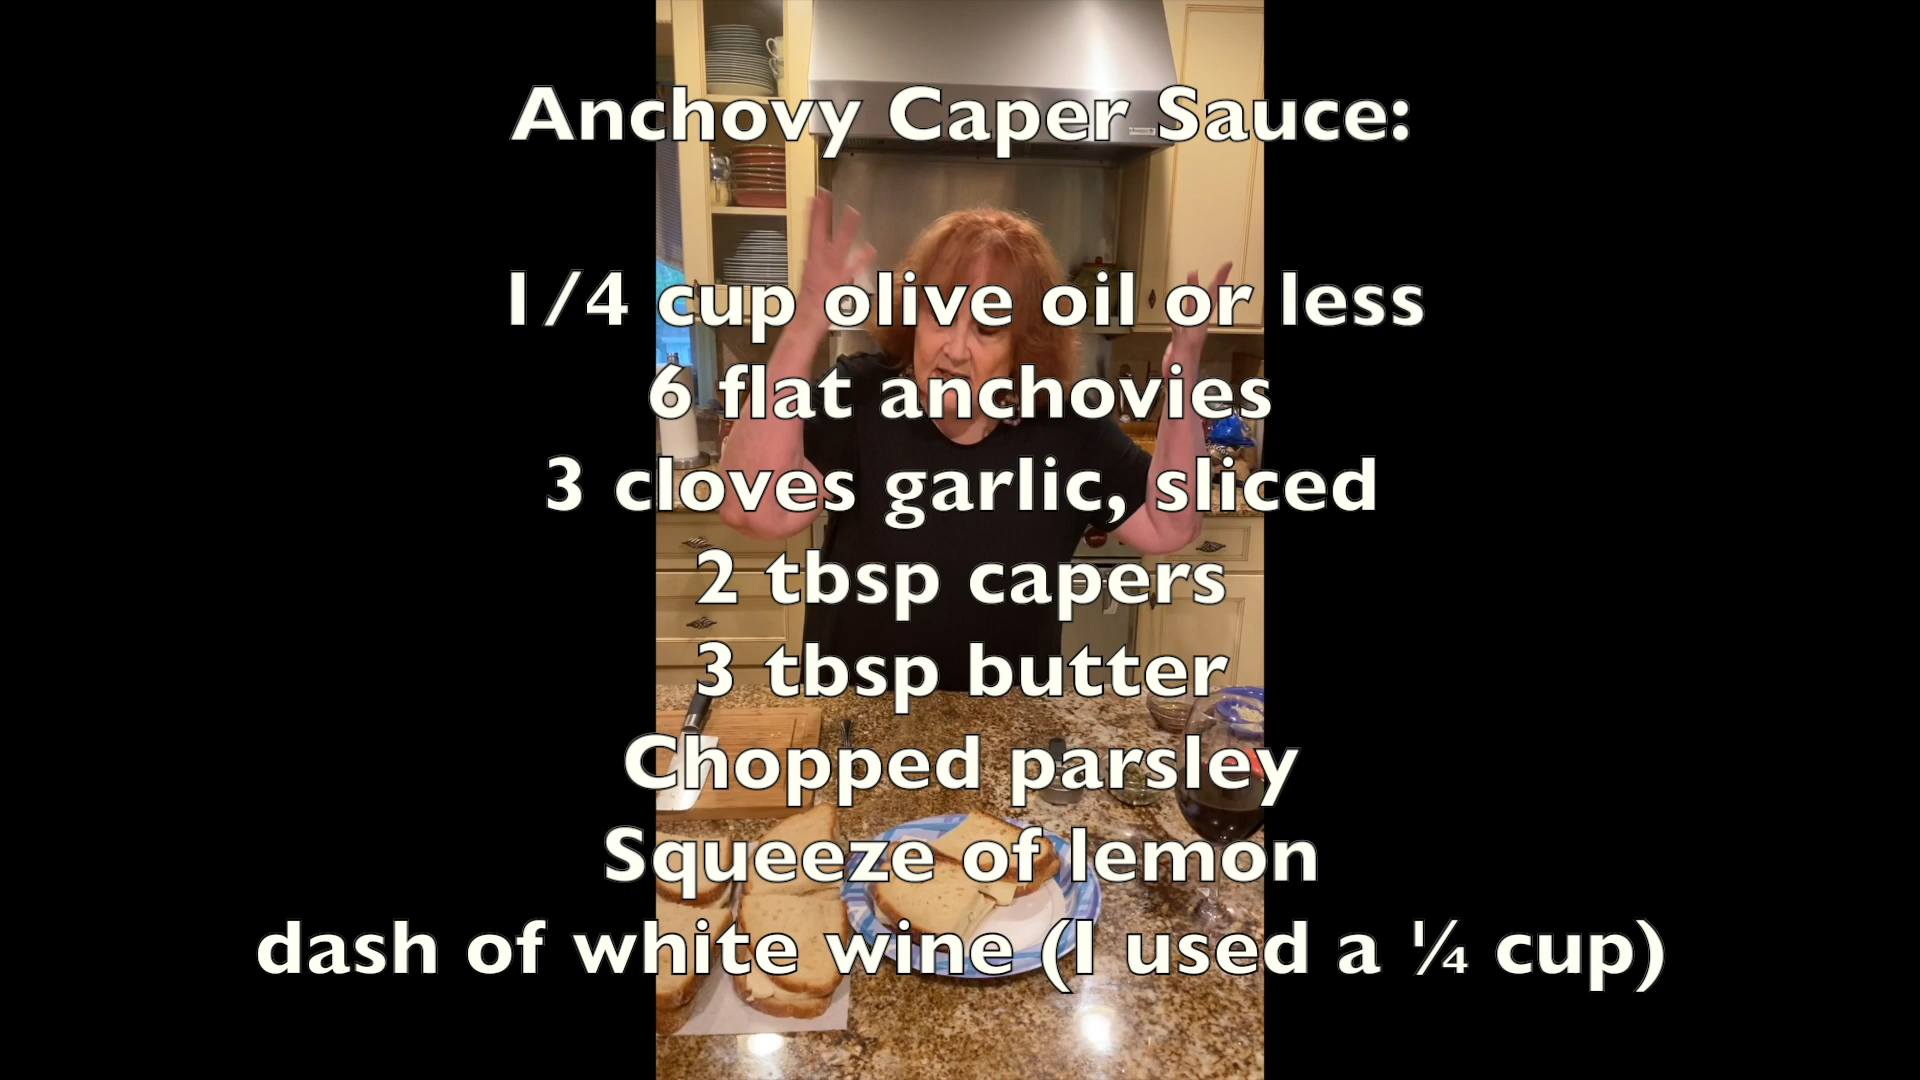 Anchovy Caper Sauce:
1/4 cup olive oil or less
6 flat anchovies
3 cloves garlic, sliced
2 tbsp capers
3 tbsp butter
Chopped parsley
Squeeze of lemon
dash of white wine (I used a ¼ cup)